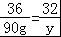 36/90g = 32/y